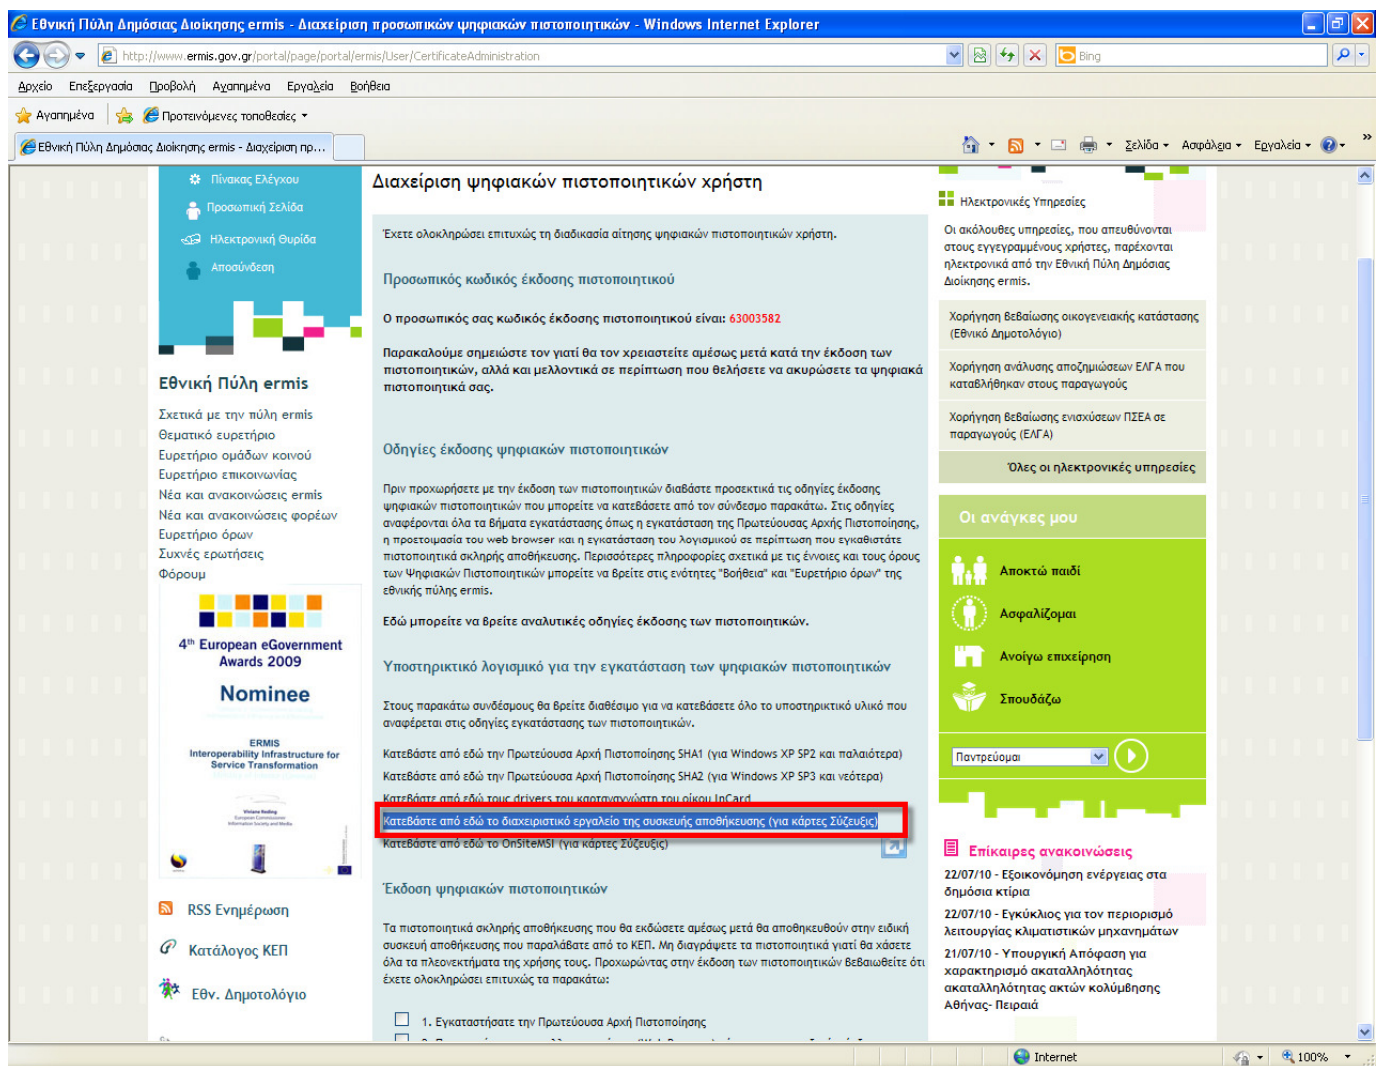 Εθνική Πύλη Δημόσιας Διοίκησης ermis - Διαχείριση προσωπικών ψηφιακών πιστοποιητικών - Windows Internet Explorer
http://www.ermis.gov.gr/portal/page/portal/ermis/User/CertificateAdministration
Bing
Αρχείο Επεξεργασία Προβολή Αγαπημένα Εργαλεία Βοήθεια
Αγαπημένα Προτεινόμενες τοποθεσίες
Εθνική Πύλη Δημόσιας Διοίκησης ermis - Διαχείριση πρ...
Σελίδα Ασφάλεια Εργαλεία
Πίνακας Ελέγχου
Προσωπική Σελίδα
Ηλεκτρονική Θυρίδα
Αποσύνδεση
Εθνική Πύλη ermis
Σχετικά με την πύλη ermis
Θεματικό ευρετήριο
Ευρετήριο ομάδων κοινού
Ευρετήριο επικοινωνίας
Νέα και ανακοινώσεις ermis
Νέα και ανακοινώσεις φορέων
Ευρετήριο όρων
Συχνές ερωτήσεις
Φόρουμ
4th European eGovernment
Awards 2009
Nominee
ERMIS
Interoperability Infrastructure for
Service Transformation
Viviane Reding
European Commissioner
Information Society and Media
RSS Ενημέρωση
Κατάλογος ΚΕΠ
Εθν. Δημοτολόγιο
Διαχείριση ψηφιακών πιστοποιητικών χρήστη
Έχετε ολοκληρώσει επιτυχώς τη διαδικασία αίτησης ψηφιακών πιστοποιητικών χρήστη.
Προσωπικός κωδικός έκδοσης πιστοποιητικού
Ο προσωπικός σας κωδικός έκδοσης πιστοποιητικού είναι: 63003582
Παρακαλούμε σημειώστε τον γιατί θα τον χρειαστείτε αμέσως μετά κατά την έκδοση των
πιστοποιητικών, αλλά και μελλοντικά σε περίπτωση που θελήσετε να ακυρώσετε τα ψηφιακά
πιστοποιητικά σας.
Οδηγίες έκδοσης ψηφιακών πιστοποιητικών
Πριν προχωρήσετε με την έκδοση των πιστοποιητικών διαβάστε προσεκτικά τις οδηγίες έκδοσης
ψηφιακών πιστοποιητικών που μπορείτε να κατεβάσετε από τον σύνδεσμο παρακάτω. Στις οδηγίες
αναφέρονται όλα τα βήματα εγκατάστασης όπως η εγκατάσταση της Πρωτεύουσας Αρχής Πιστοποίησης,
η προετοιμασία του web browser και η εγκατάσταση του λογισμικού σε περίπτωση που εγκαθιστάτε
πιστοποιητικά σκληρής αποθήκευσης. Περισσότερες πληροφορίες σχετικά με τις έννοιες και τους όρους
των Ψηφιακών Πιστοποιητικών μπορείτε να βρείτε στις ενότητες "Βοήθεια" και "Ευρετήριο όρων" της
εθνικής πύλης ermis.
Εδώ μπορείτε να βρείτε αναλυτικές οδηγίες έκδοσης των πιστοποιητικών.
Υποστηρικτικό λογισμικό για την εγκατάσταση των ψηφιακών πιστοποιητικών
Στους παρακάτω συνδέσμους θα βρείτε διαθέσιμο για να κατεβάσετε όλο το υποστηρικτικό υλικό που
αναφέρεται στις οδηγίες εγκατάστασης των πιστοποιητικών.
Κατεβάστε από εδώ την Πρωτεύουσα Αρχή Πιστοποίησης SHA1 (για Windows XP SP2 και παλαιότερα)
Κατεβάστε από εδώ την Πρωτεύουσα Αρχή Πιστοποίησης SHA2 (για Windows XP SP3 και νεότερα)
Κατεβάστε από εδώ τους drivers του καρταναγνώστη του οίκου InCard
Κατεβάστε από εδώ το διαχειριστικό εργαλείο της συσκευής αποθήκευσης (για κάρτες Σύζευξις)
Κατεβάστε από εδώ το OnSiteMSI (για κάρτες Σύζευξις)
Έκδοση ψηφιακών πιστοποιητικών
Τα πιστοποιητικά σκληρής αποθήκευσης που θα εκδώσετε αμέσως μετά θα αποθηκευθούν στην ειδική
συσκευή αποθήκευσης που παραλάβατε από το ΚΕΠ. Μη διαγράψετε τα πιστοποιητικά γιατί θα χάσετε
όλα τα πλεονεκτήματα της χρήσης τους. Προχωρώντας στην έκδοση των πιστοποιητικών βεβαιωθείτε ότι
έχετε ολοκληρώσει επιτυχώς τα παρακάτω:
1. Εγκαταστήσατε την Πρωτεύουσα Αρχή Πιστοποίησης
Ηλεκτρονικές Υπηρεσίες
Οι ακόλουθες υπηρεσίες, που απευθύνονται
στους εγγεγραμμένους χρήστες, παρέχονται
ηλεκτρονικά από την Εθνική Πύλη Δημόσιας
Διοίκησης ermis.
Χορήγηση βεβαίωσης οικογενειακής κατάστασης
(Εθνικό Δημοτολόγιο)
Χορήγηση ανάλυσης αποζημιώσεων ΕΛΓΑ που
καταβλήθηκαν στους παραγωγούς
Χορήγηση βεβαίωσης ενισχύσεων ΠΣΕΑ σε
παραγωγούς (ΕΛΓΑ)
Όλες οι ηλεκτρονικές υπηρεσίες
Οι ανάγκες μου
Αποκτώ παιδί
Ασφαλίζομαι
Ανοίγω επιχείρηση
Σπουδάζω
Παντρεύομαι
Επίκαιρες ανακοινώσεις
22/07/10 - Εξοικονόμηση ενέργειας στα
δημόσια κτίρια
22/07/10 - Εγκύκλιος για τον περιορισμό
λειτουργίας κλιματιστικών μηχανημάτων
21/07/10 - Υπουργική Απόφαση για
χαρακτηρισμό ακαταλληλότητας
ακαταλληλότητας ακτών κολύμβησης
Αθήνας- Πειραιά
Internet
100%